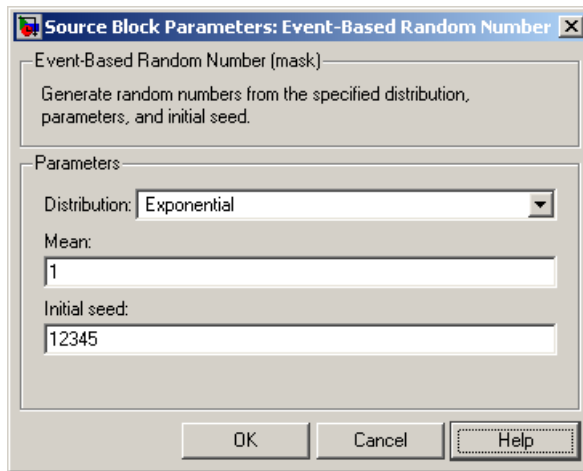 Source Block Parameters: Event-Based Random Number
Event-Based Random Number (mask)
Generate random numbers from the specified distribution,
parameters, and initial seed.
Parameters
Distribution: Exponential
Mean:
1
Initial seed:
12345
OK Cancel Help